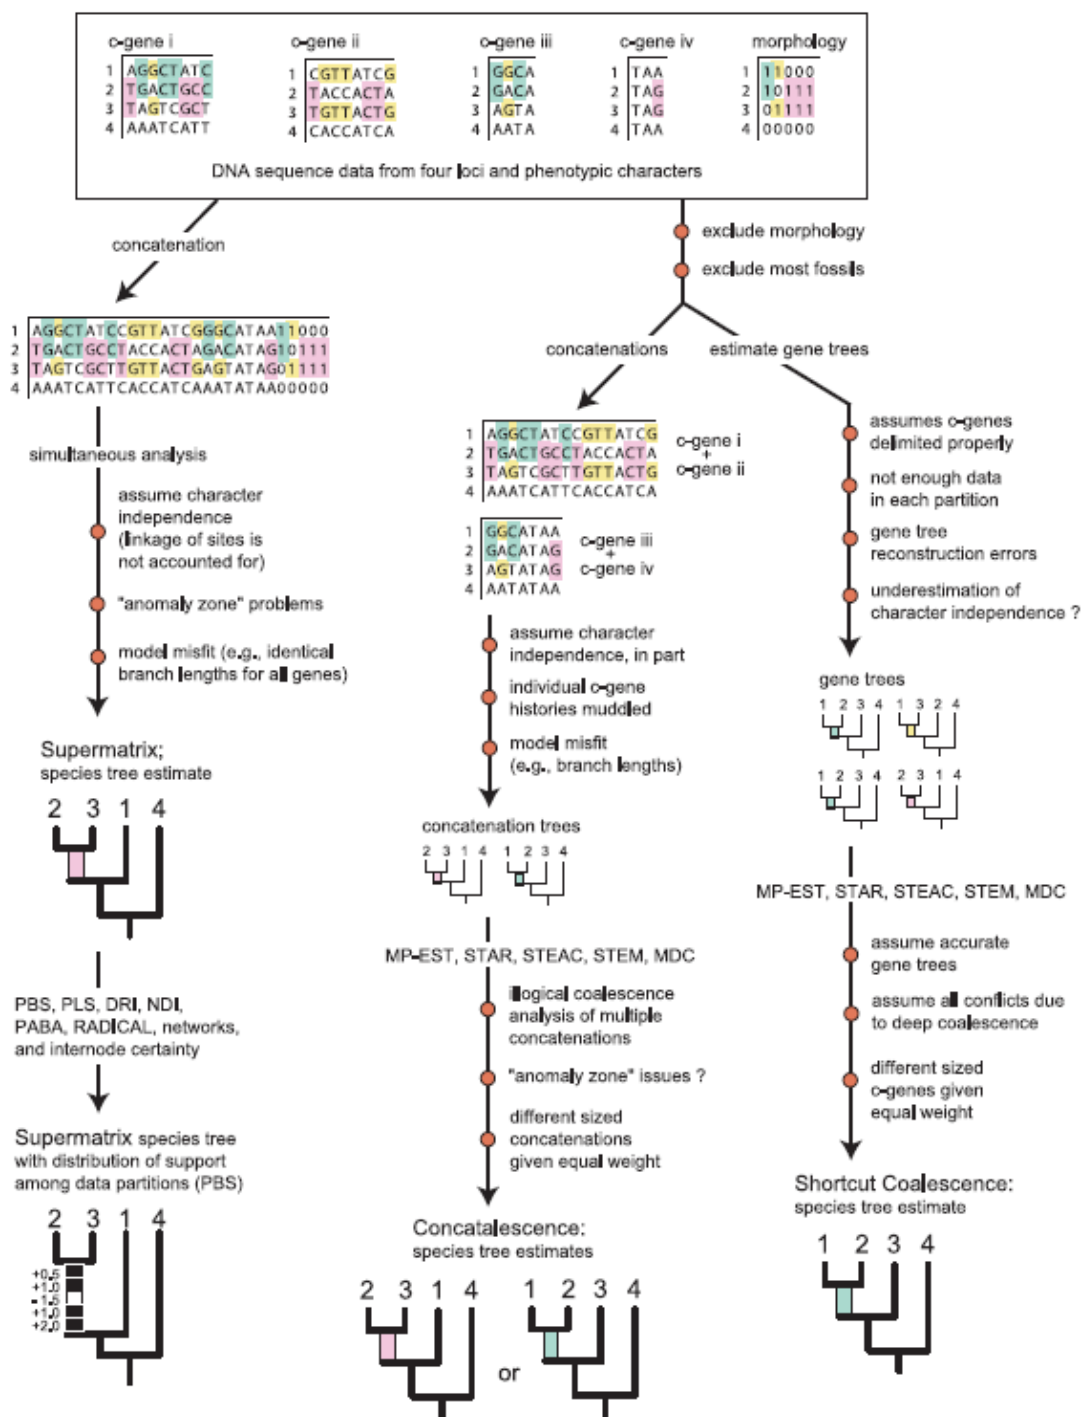 c-gene i
1 AGGCTATC
2 TGACTGCC
3 TAGTCGCT
4 AAATCATT
c-gene ii
1 CGTTATCG
2 TACCACTA
3 TGTTACTG
4 CACCATCA
c-gene iii
1 GGCA
2 GACA
3 AGTA
4 AATA
c-gene iv
1 TAA
2 TAG
3 TAG
4 TAA
morphology
1 11000
2 10111
3 01111
4 00000
DNA sequence data from four loci and phenotypic characters
concatenation
1 AGGCTATCCGTTATCGGGCATAA11000
2 TGACTGCCTACCACTAGACATAG10111
3 TAGTCGCTTGTTACTGAGTATAG01111
4 AAATCATTCACCATCAAATATAA00000
simultaneous analysis
assume character
independence
(linkage of sites is
not accounted for)
"anomaly zone" problems
model misfit (e.g., identical
branch lengths for all genes)
Supermatrix;
species tree estimate
2 3 1 4
PBS, PLS, DRI, NDI,
PABA, RADICAL, networks,
and internode certainty
Supermatrix species tree
with distribution of support
among data partitions (PBS)
2 3 1 4
+0.5
+1.0
-1.5
+1.0
+2.0
exclude morphology
exclude most fossils
concatenations
estimate gene trees
1 AGGCTATCCGTTATCG
2 TGACTGCCTACCACTA
3 TAGTCGCTTGTTACTG
4 AAATCATTCACCATCA
c-gene i
+
c-gene ii
1 GGCATAA
2 GACATAG
3 AGTATAG
4 AATATAA
c-gene iii
+
c-gene iv
assume character
independence, in part
individual c-gene
histories muddled
model misfit
(e.g., branch lengths)
concatenation trees
2 3 1 4
1 2 3 4
MP-EST, STAR, STEAC, STEM, MDC
illogical coalescence
analysis of multiple
concatenations
"anomaly zone" issues ?
different sized
concatenations
given equal weight
Concatalescence:
species tree estimates
2 3 1 4
or
1 2 3 4
assumes c-genes
delimited properly
not enough data
in each partition
gene tree
reconstruction errors
underestimation of
character independence ?
gene trees
1 2 3 4
1 3 2 4
1 2 3 4
2 3 1 4
MP-EST, STAR, STEAC, STEM, MDC
assume accurate
gene trees
assume all conflicts due
to deep coalescence
different sized
c-genes given
equal weight
Shortcut Coalescence:
species tree estimate
1 2 3 4